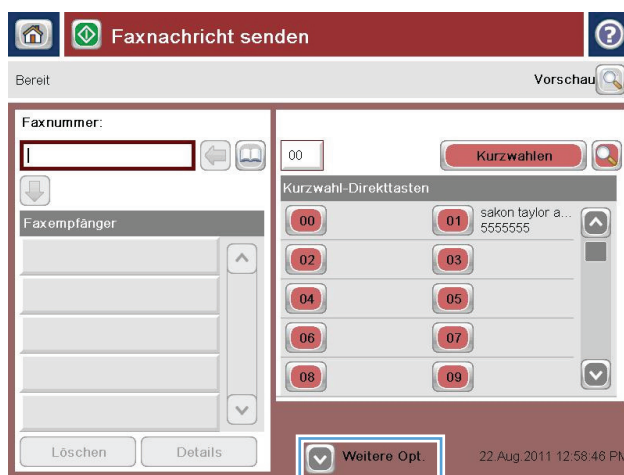 Faxnachricht senden
Bereit
Vorschau
Faxnummer:
00
Kurzwahlen
Kurzwahl-Direkttasten
Faxempfänger
00
01
sakon taylor a...
5555555
02
03
04
05
06
07
08
09
Löschen
Details
Weitere Opt.
22.Aug.2011 12:58:46 PM